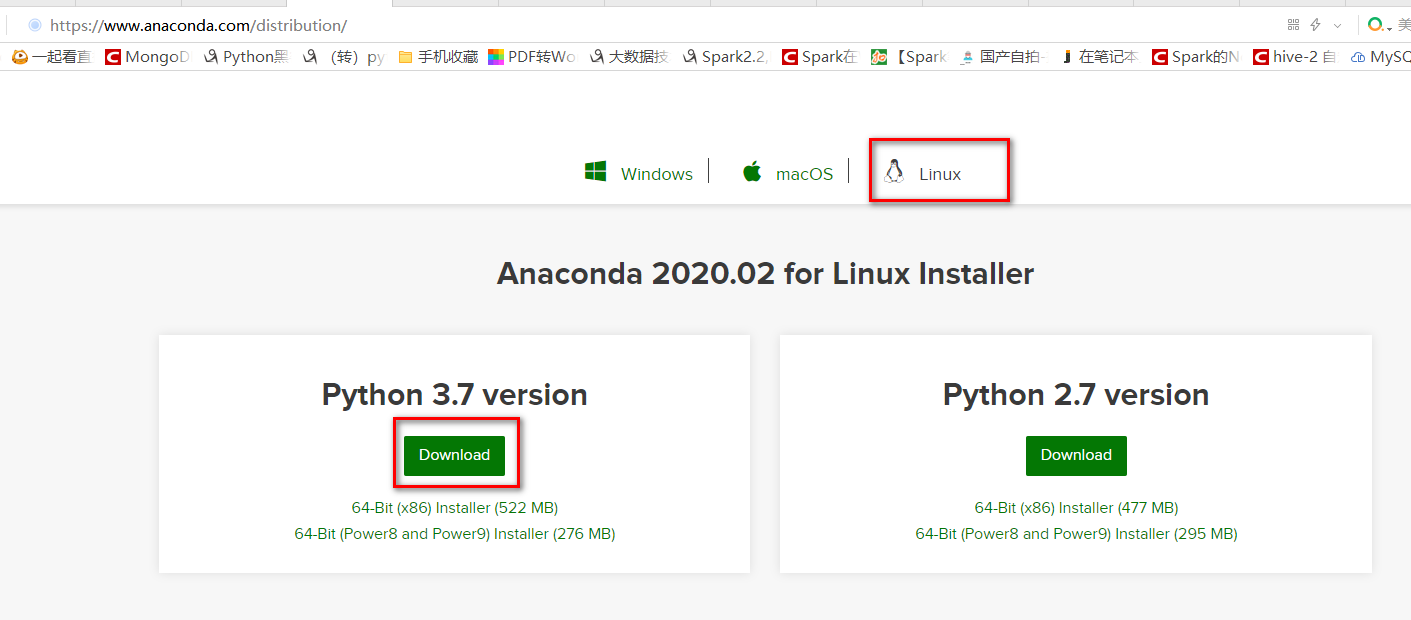 https://www.anaconda.com/distribution/ 美
一起看直 MongoD Python黑 （转）py 手机收藏 PDF转Wo 大数据技 Spark2.2, Spark在 【Spark 国产自拍- 在笔记本 Spark的N hive-2 自 MySQ
Windows macOS Linux
Anaconda 2020.02 for Linux Installer
Python 3.7 version
Download
64-Bit (x86) Installer (522 MB)
64-Bit (Power8 and Power9) Installer (276 MB)
Python 2.7 version
Download
64-Bit (x86) Installer (477 MB)
64-Bit (Power8 and Power9) Installer (295 MB)